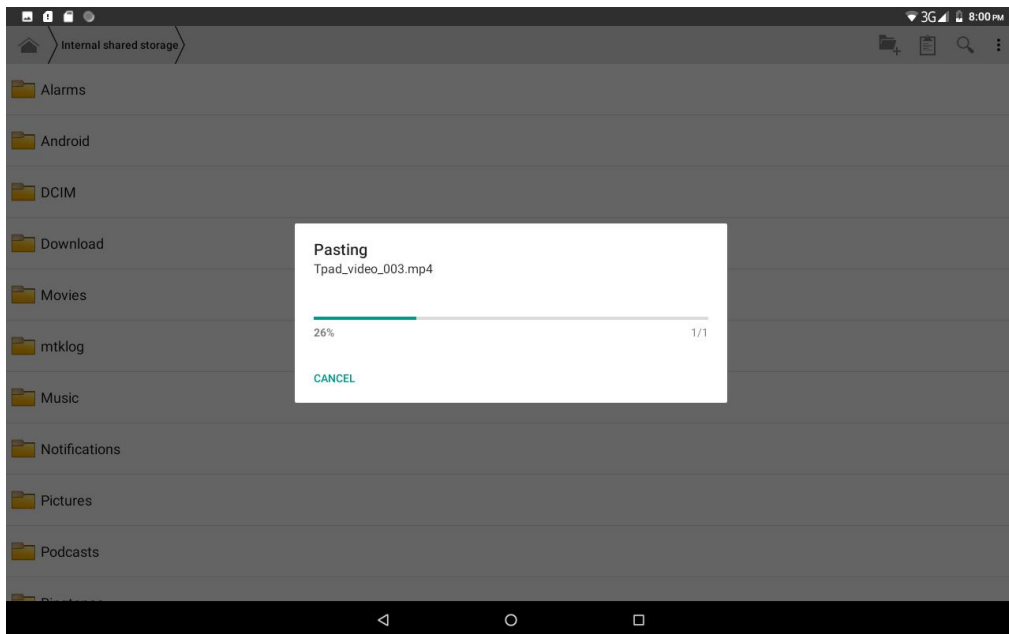 3G 8:00 PM
Internal shared storage
Alarms
Android
DCIM
Download
Movies
mtklog
Music
Notifications
Pictures
Podcasts
Pasting
Tpad_video_003.mp4
26% 1/1
CANCEL